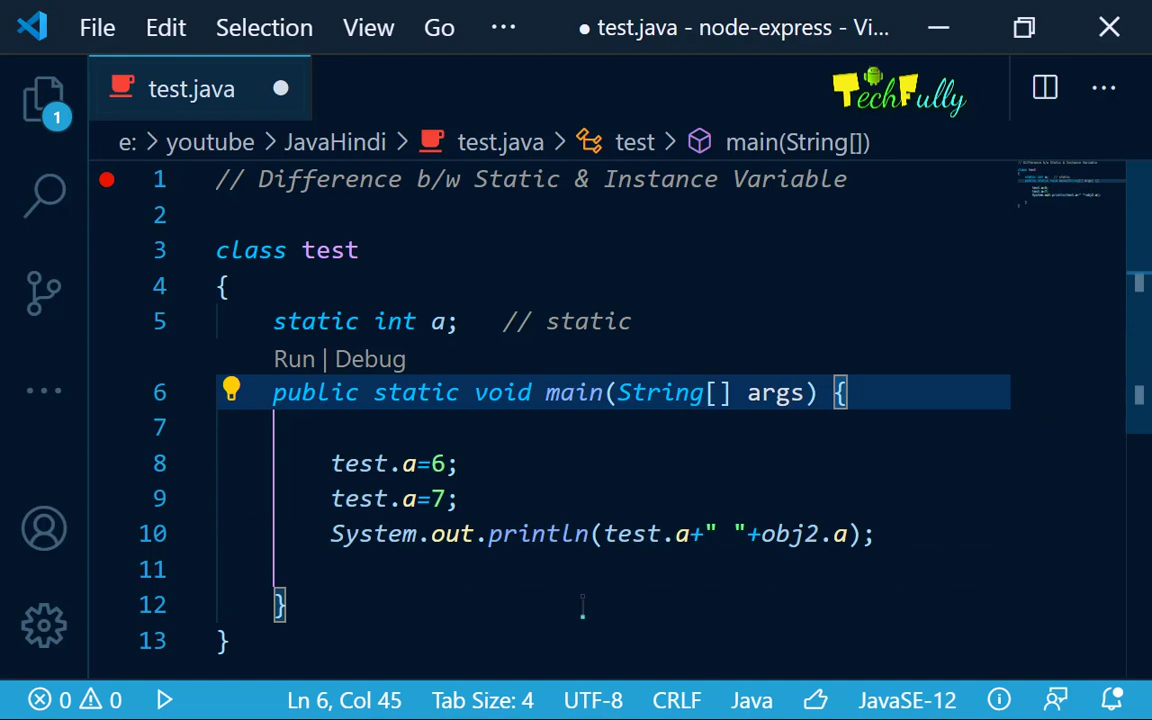 File Edit Selection View Go ··· ● test.java - node-express - Vi...
test.java ●
TechFully
1
e: > youtube > JavaHindi > test.java > test > main(String[])
1 // Difference b/w Static & Instance Variable
2
3 class test
4 {
5 static int a; // static
Run | Debug
6 public static void main(String[] args) {
7
8 test.a=6;
9 test.a=7;
10 System.out.println(test.a+" "+obj2.a);
11
12 }
13 }
0 0 Ln 6, Col 45 Tab Size: 4 UTF-8 CRLF Java JavaSE-12